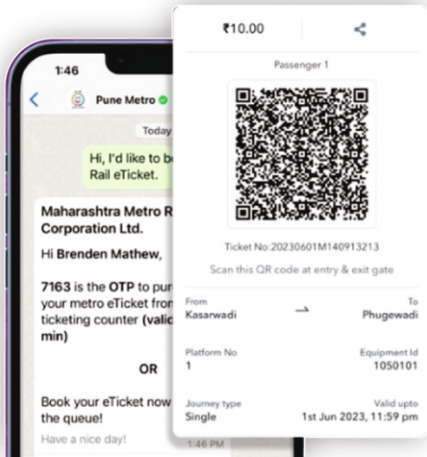 1:46
Pune Metro
Today
Hi, I'd like to b
Rail eTicket.
Maharashtra Metro R
Corporation Ltd.
Hi Brenden Mathew,
7163 is the OTP to pur
your metro eTicket fron
ticketing counter (valid
min)
OR
Book your eTicket now
the queue!
Have a nice day!
1:46 PM
₹10.00
Passenger 1
Ticket No:20230601M140913213
Scan this QR code at entry & exit gate
From
To
Kasarwadi
Phugewadi
Platform No
Equipment Id
1
1050101
Journey type
Valid upto
Single
1st Jun 2023, 11:59 pm